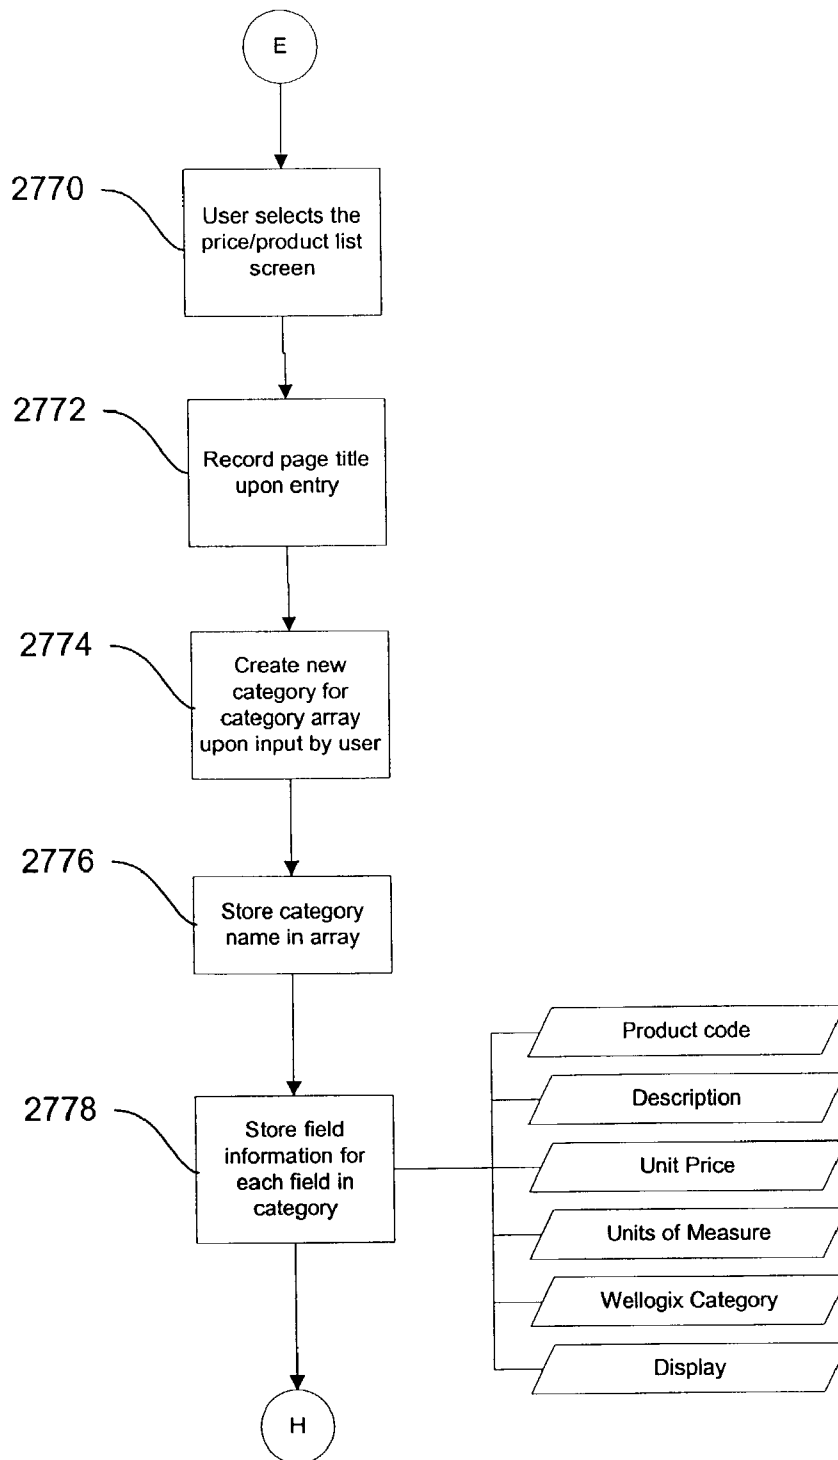 E
2770
User selects the
price/product list
screen
2772
Record page title
upon entry
2774
Create new
category for
category array
upon input by user
2776
Store category
name in array
2778
Store field
information for
each field in
category
Product code
Description
Unit Price
Units of Measure
Wellogix Category
Display
H